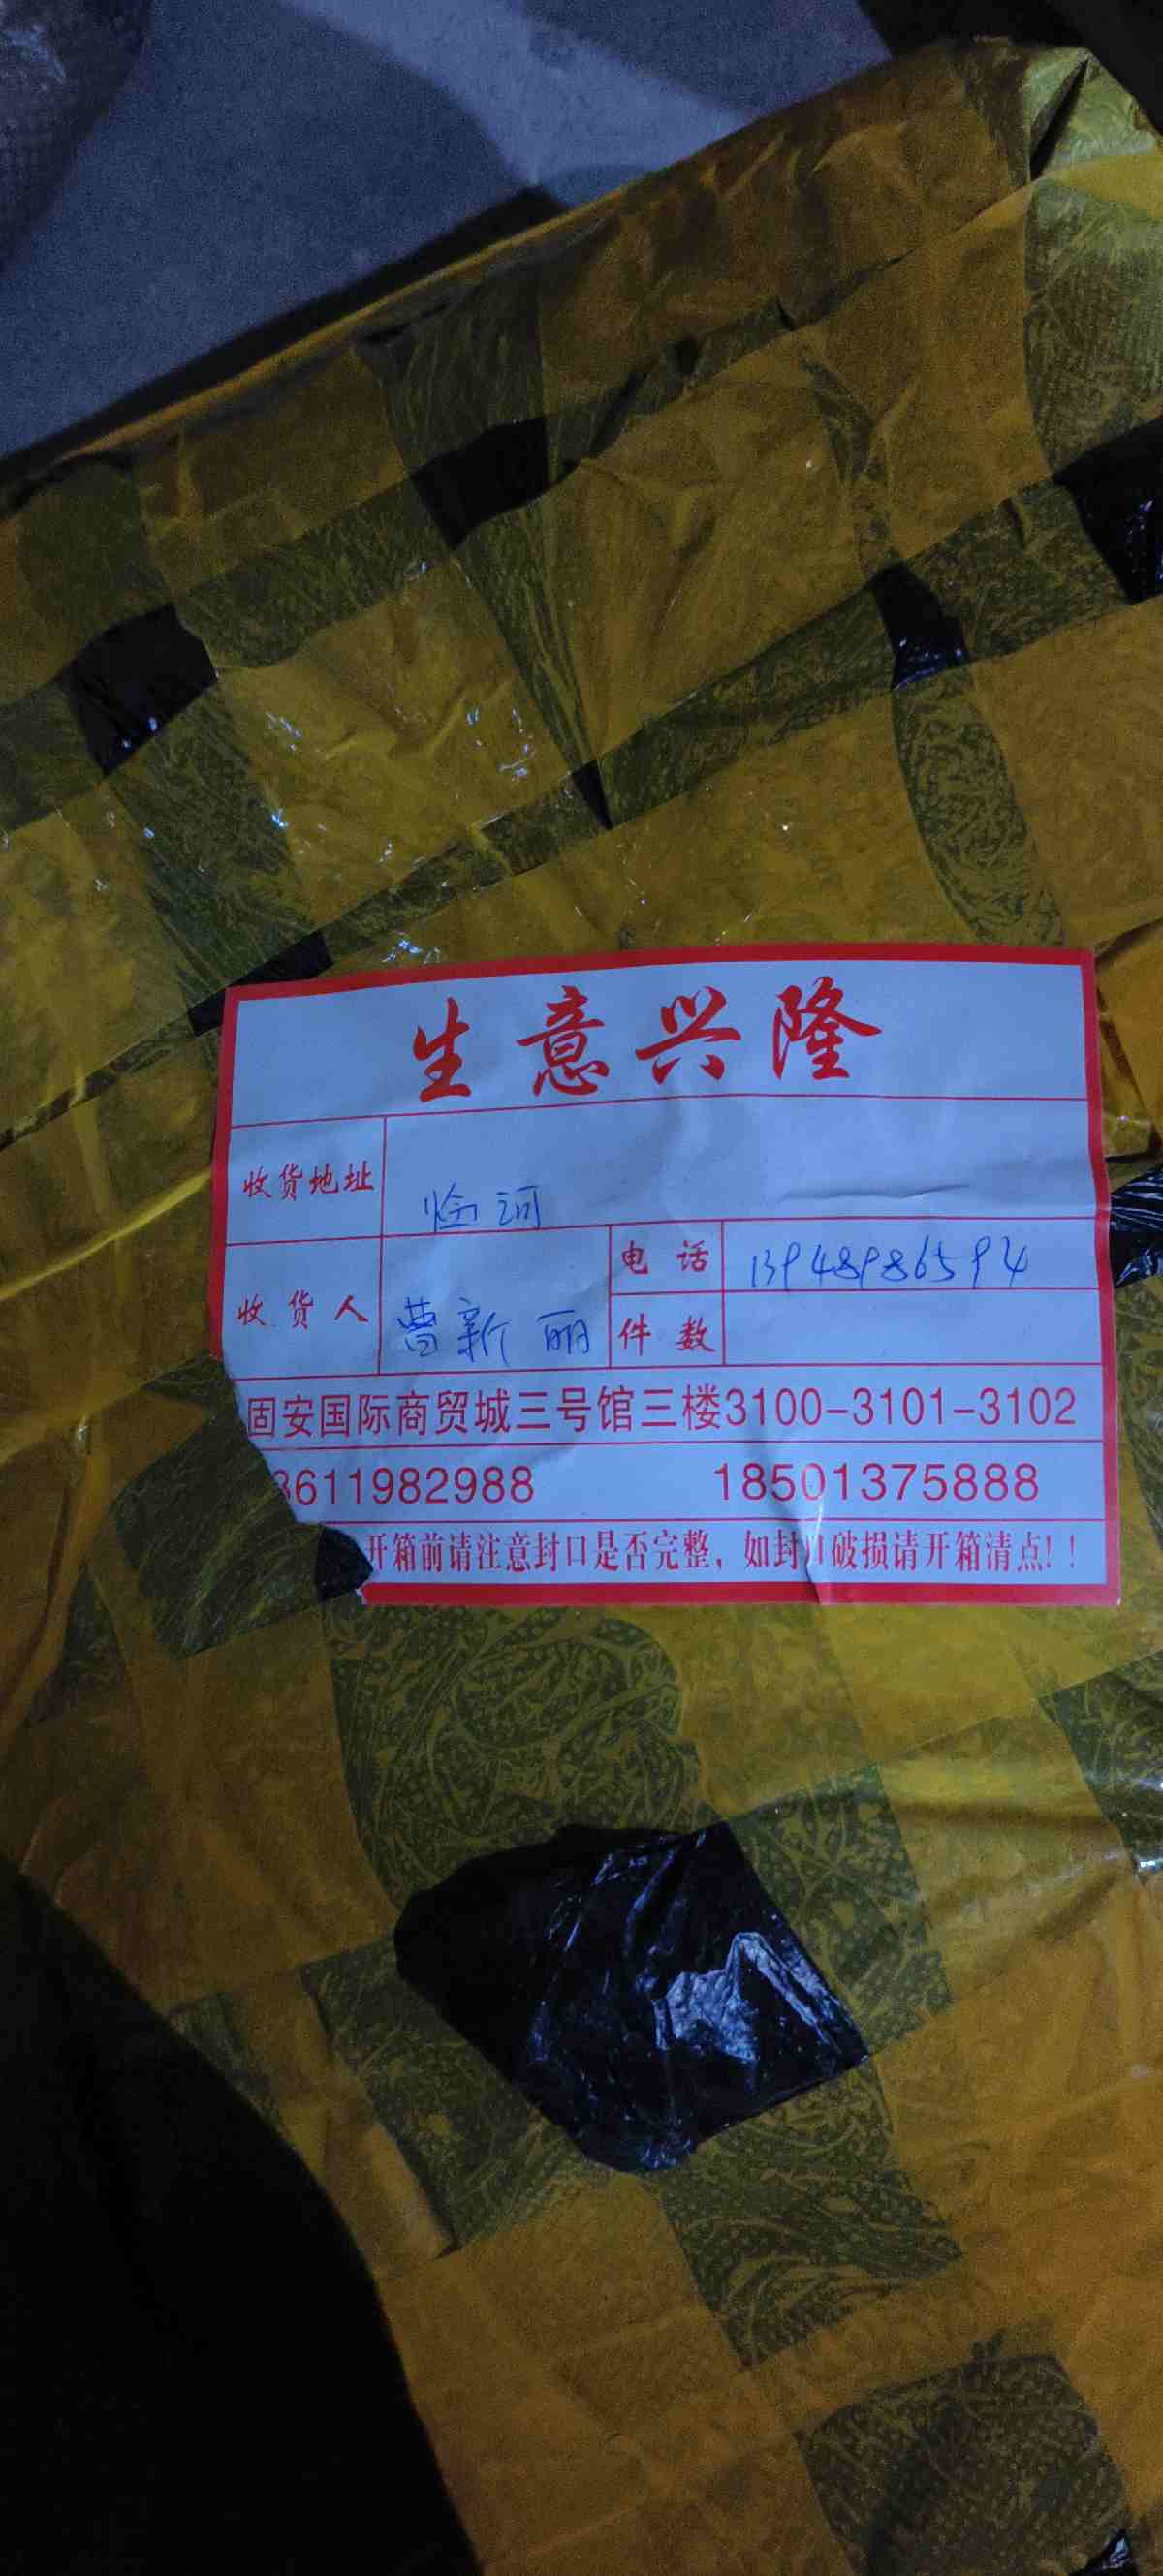 生意兴隆
收货地址 临河
收货人 曹新丽 电话 13948986594
件数
固安国际商贸城三号馆三楼3100-3101-3102
3611982988 18501375888
开箱前请注意封口是否完整，如封口破损请开箱清点！！